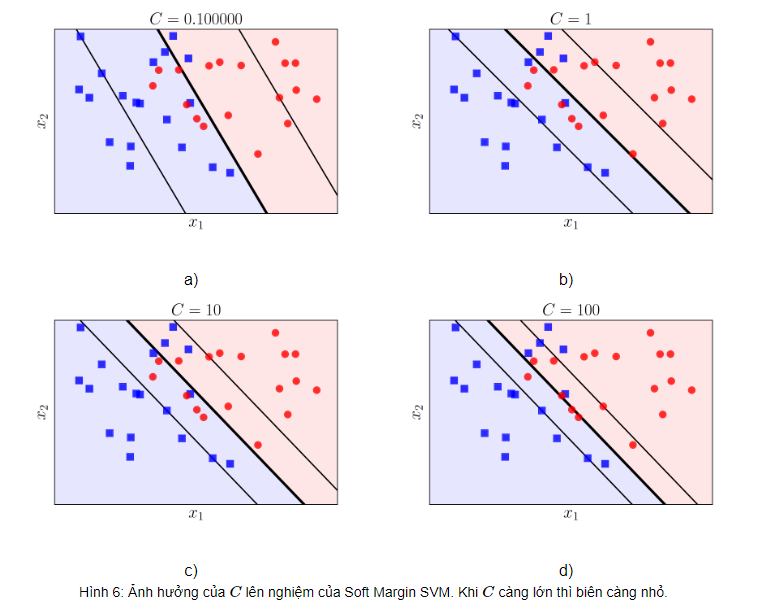 C = 0.100000
C = 1
x₂
x₂
x₁
x₁
a)
b)
C = 10
C = 100
x₂
x₂
x₁
x₁
c)
d)
Hình 6: Ảnh hưởng của C lên nghiệm của Soft Margin SVM. Khi C càng lớn thì biên càng nhỏ.